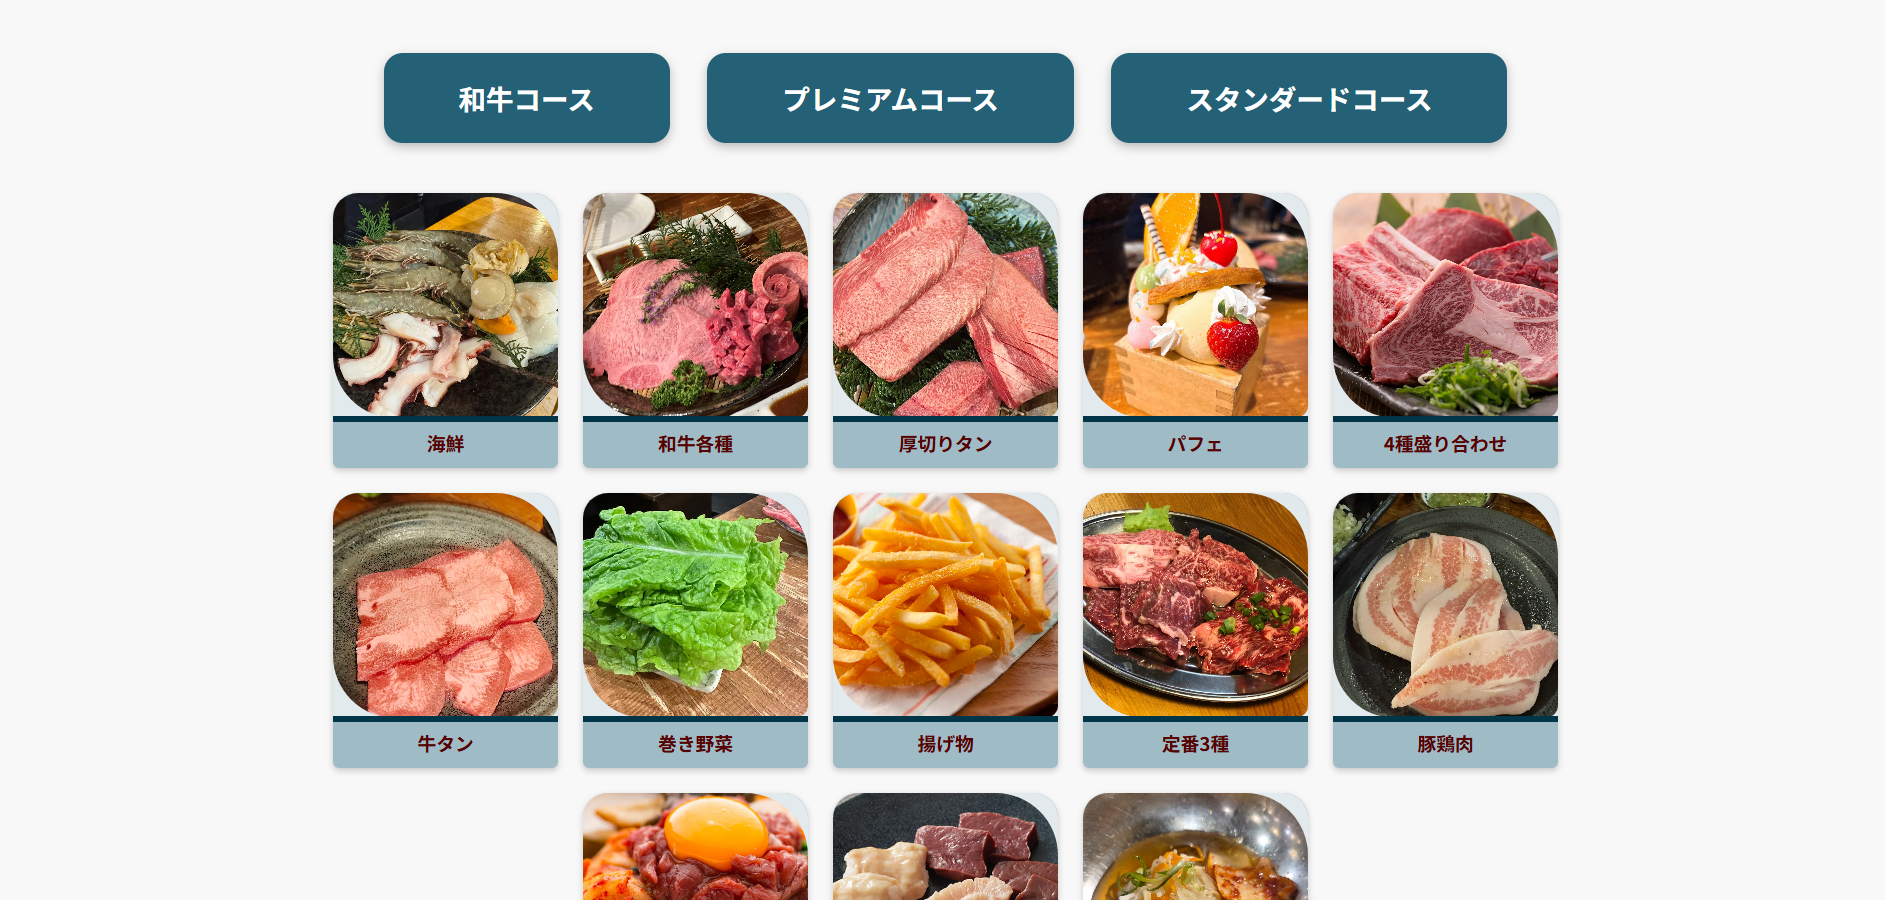 和牛コース
プレミアムコース
スタンダードコース
海鮮
和牛各種
厚切りタン
パフェ
4種盛り合わせ
牛タン
巻き野菜
揚げ物
定番3種
豚鶏肉